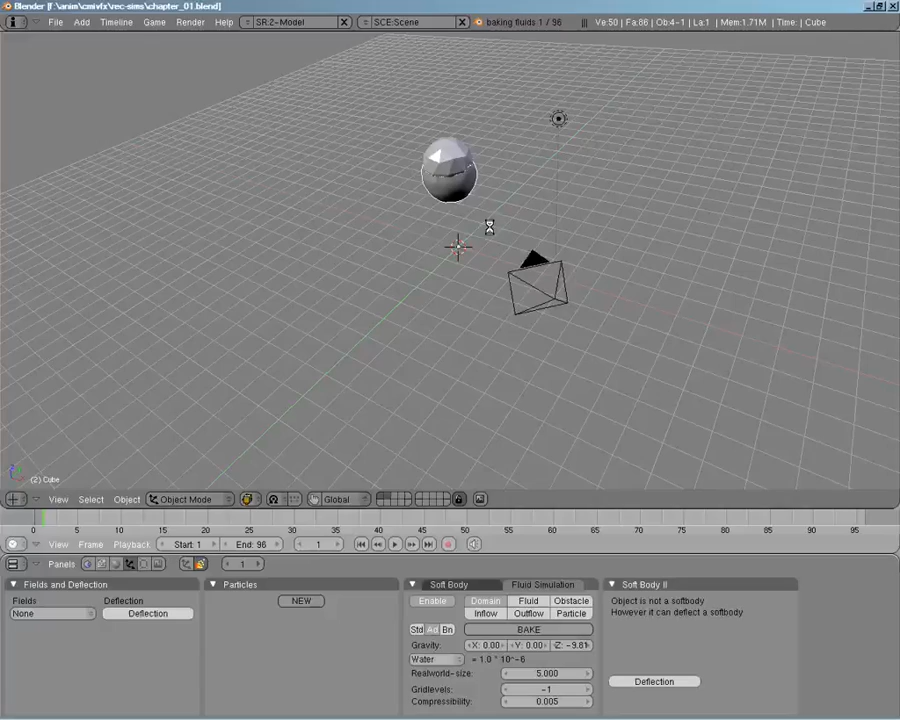 Blender [f:\anim\cmivfx\rec-sims\chapter_01.blend]
File Add Timeline Game Render Help SR:2-Model SCE:Scene baking fluids 1 / 96 Ve:50 | Fa:86 | Ob:4-1 | La:1 | Mem:1.71M | Time: | Cube
(2) Cube
View Select Object Object Mode Global
0 5 10 15 20 25 30 35 40 45 50 55 60 65 70 75 80 85 90 95
View Frame Playback Start: 1 End: 96 1
Panels 1
Fields and Deflection Particles Soft Body Fluid Simulation Soft Body II
Fields Deflection NEW Enable Domain Fluid Obstacle Object is not a softbody
None Deflection Inflow Outflow Particle However it can deflect a softbody
Std Bn BAKE
Gravity: X: 0.00 Y: 0.00 Z: -9.81
Water = 1.0 * 10^-6
Realworld-size: 5.000
Deflection
Gridlevels: -1
Compressibility: 0.005